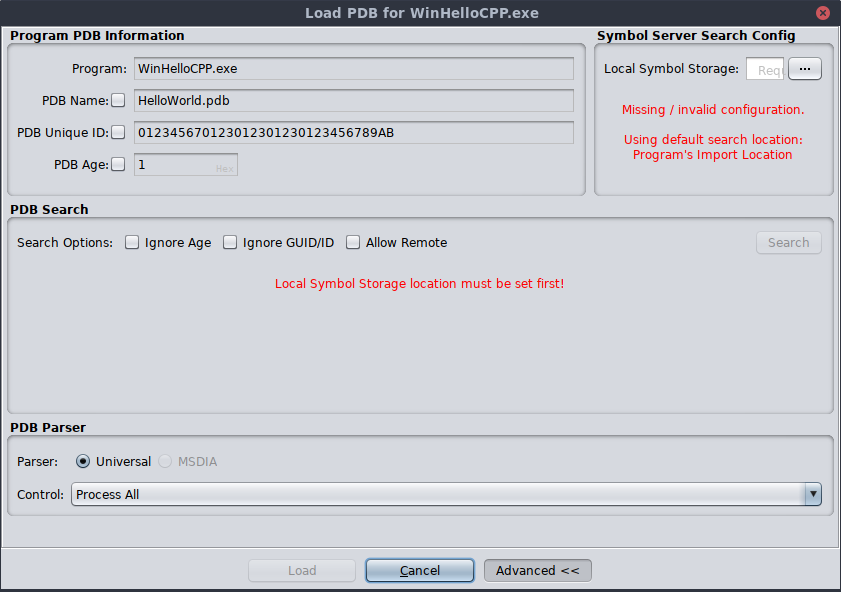 Load PDB for WinHelloCPP.exe
Program PDB Information
Program: WinHelloCPP.exe
PDB Name: HelloWorld.pdb
PDB Unique ID: 012345670123012301230123456789AB
PDB Age: 1 Hex
Symbol Server Search Config
Local Symbol Storage: Requ ...
Missing / invalid configuration.
Using default search location:
Program's Import Location
PDB Search
Search Options: Ignore Age Ignore GUID/ID Allow Remote Search
Local Symbol Storage location must be set first!
PDB Parser
Parser: Universal MSDIA
Control: Process All
Load Cancel Advanced <<